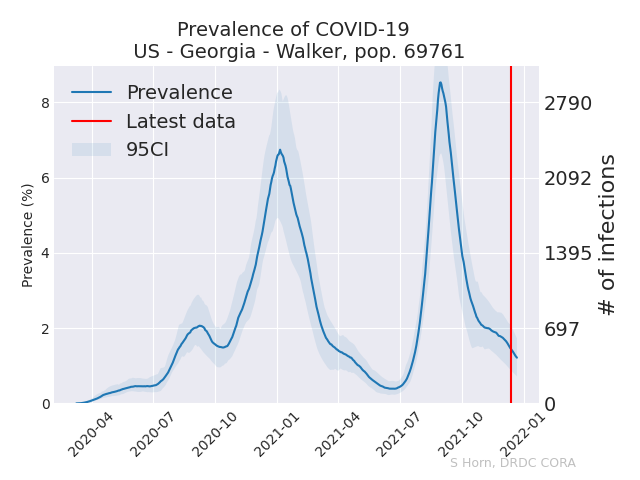 Prevalence of COVID-19
US - Georgia - Walker, pop. 69761
Prevalence
Latest data
95CI
Prevalence (%)
8
6
4
2
0
2790
2092
1395
697
0
# of infections
2020-04
2020-07
2020-10
2021-01
2021-04
2021-07
2021-10
2022-01
S Horn, DRDC CORA